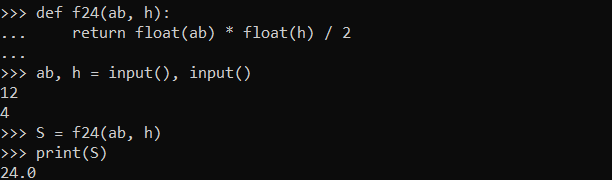 >>> def f24(ab, h):
...     return float(ab) * float(h) / 2
...
>>> ab, h = input(), input()
12
4
>>> S = f24(ab, h)
>>> print(S)
24.0